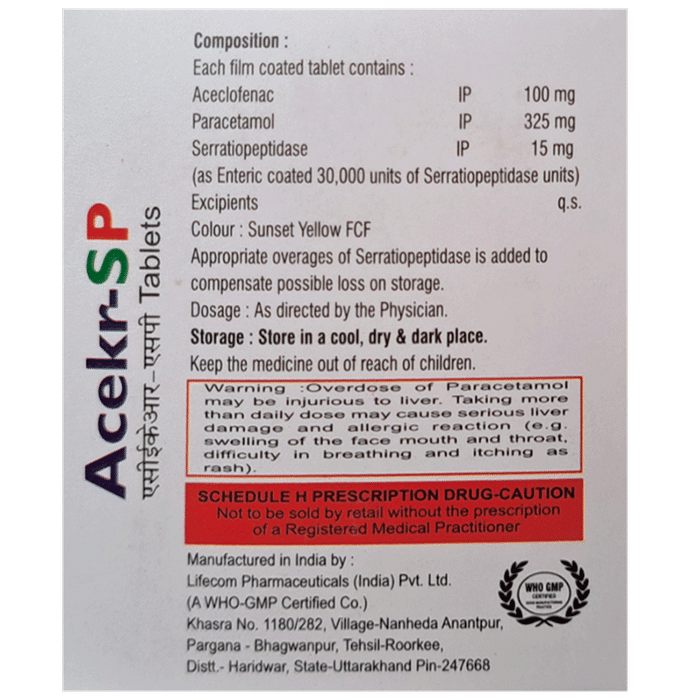 Acekr-SP
एसीईकेआर-एसपी Tablets
Composition :
Each film coated tablet contains :
Aceclofenac IP 100 mg
Paracetamol IP 325 mg
Serratiopeptidase IP 15 mg
(as Enteric coated 30,000 units of Serratiopeptidase units)
Excipients q.s.
Colour : Sunset Yellow FCF
Appropriate overages of Serratiopeptidase is added to
compensate possible loss on storage.
Dosage : As directed by the Physician.
Storage : Store in a cool, dry & dark place.
Keep the medicine out of reach of children.
Warning :Overdose of Paracetamol
may be injurious to liver. Taking more
than daily dose may cause serious liver
damage and allergic reaction (e.g.
swelling of the face mouth and throat,
difficulty in breathing and itching as
rash).
SCHEDULE H PRESCRIPTION DRUG-CAUTION
Not to be sold by retail without the prescription
of a Registered Medical Practitioner
Manufactured in India by :
Lifecom Pharmaceuticals (India) Pvt. Ltd.
(A WHO-GMP Certified Co.)
Khasra No. 1180/282, Village-Nanheda Anantpur,
Pargana - Bhagwanpur, Tehsil-Roorkee,
Distt.- Haridwar, State-Uttarakhand Pin-247668
WHO GMP
CERTIFIED